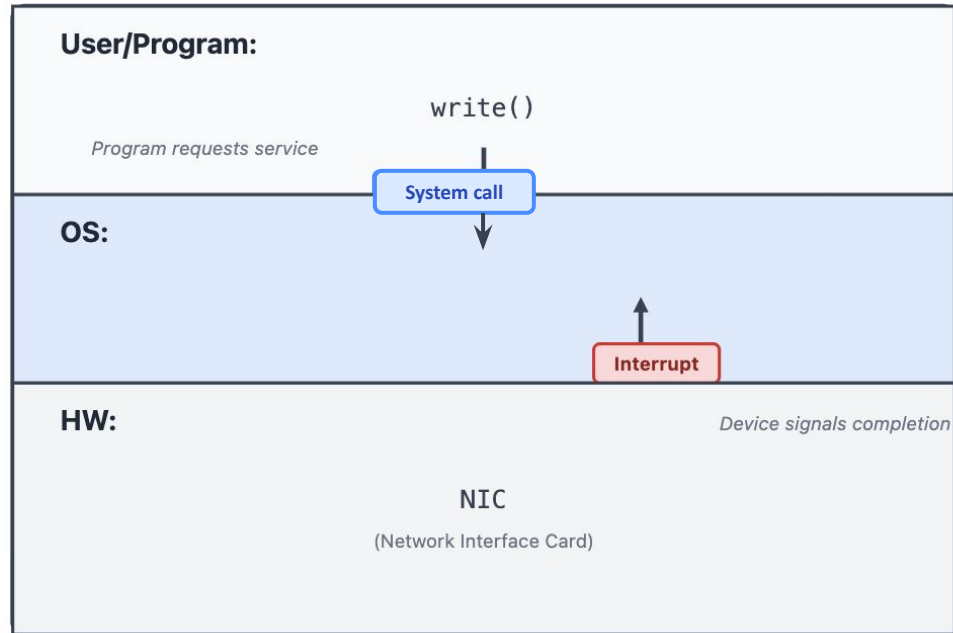 User/Program:
write()
Program requests service
System call
OS:
Interrupt
HW:
Device signals completion
NIC
(Network Interface Card)